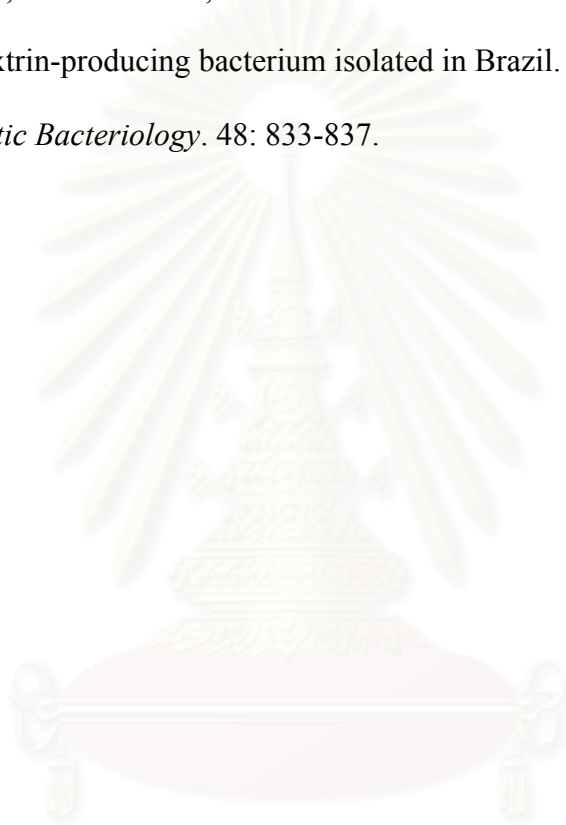 xtrin-producing bacterium isolated in Brazil.
tic Bacteriology. 48: 833-837.